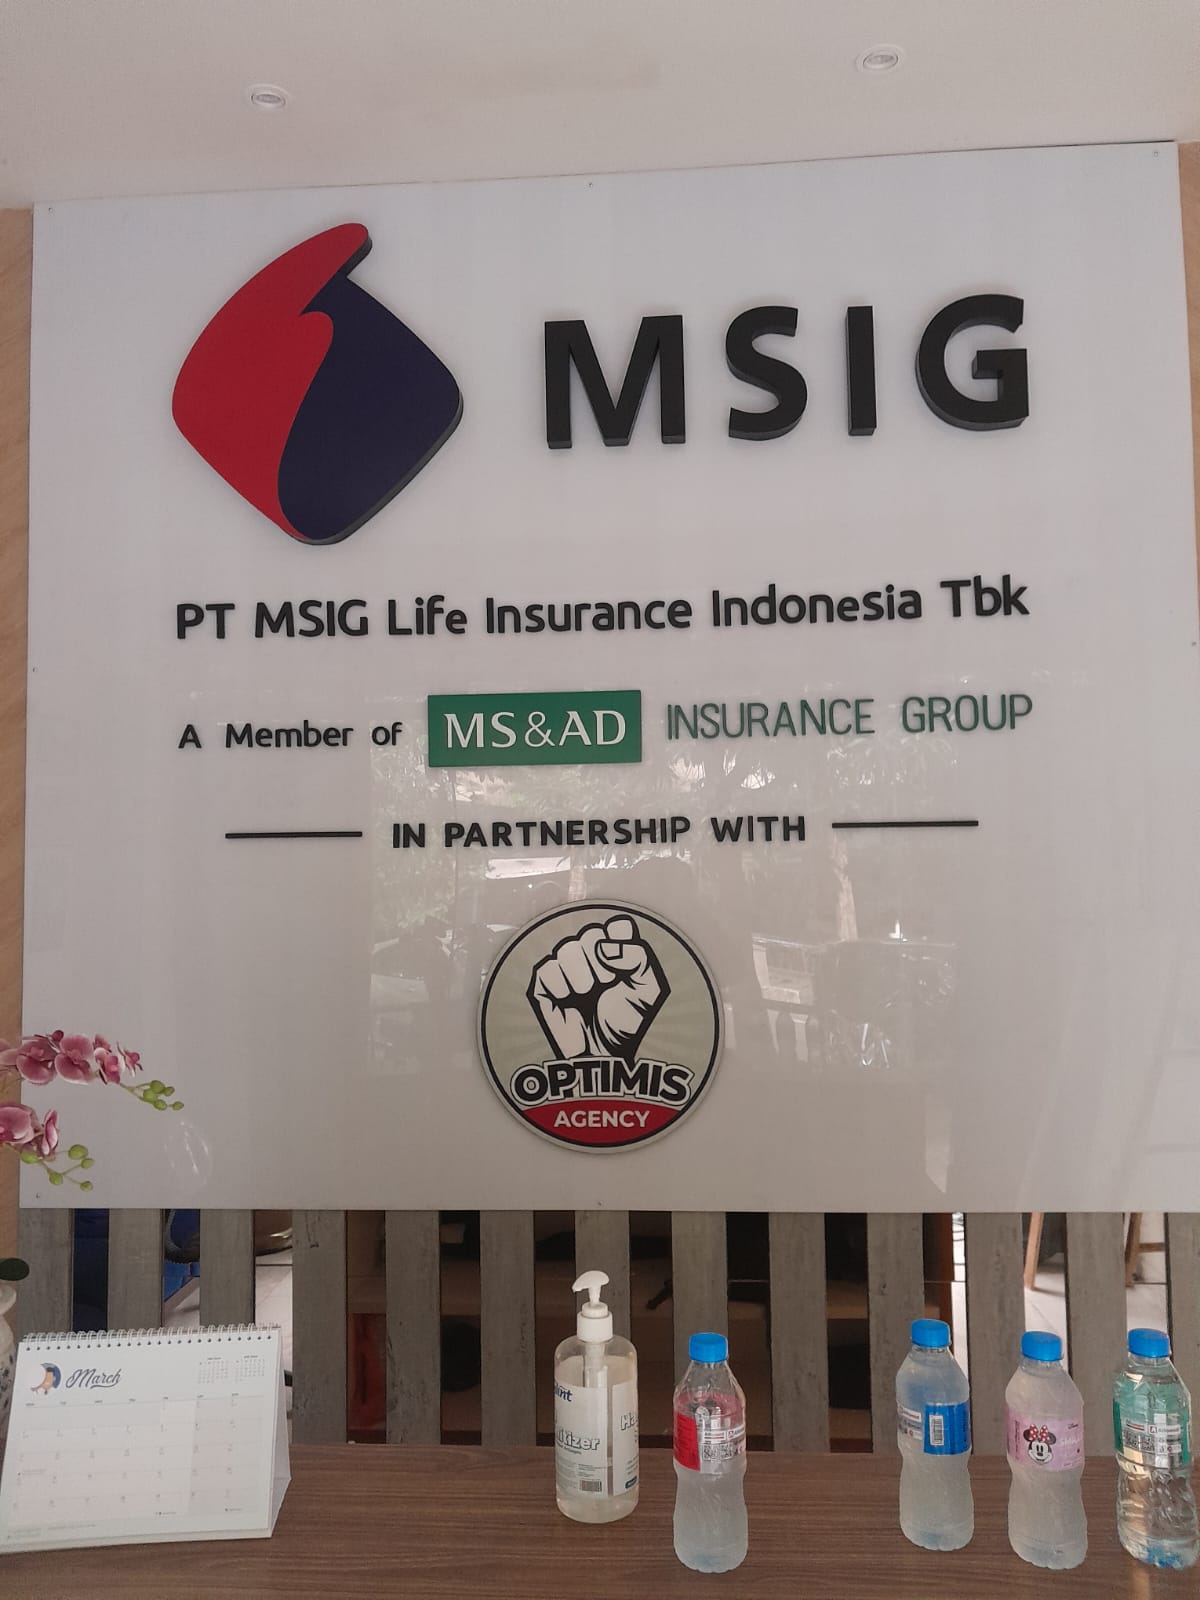 MSIG
PT MSIG Life Insurance Indonesia Tbk
A Member of MS&AD INSURANCE GROUP
IN PARTNERSHIP WITH
OPTIMIS
AGENCY
March